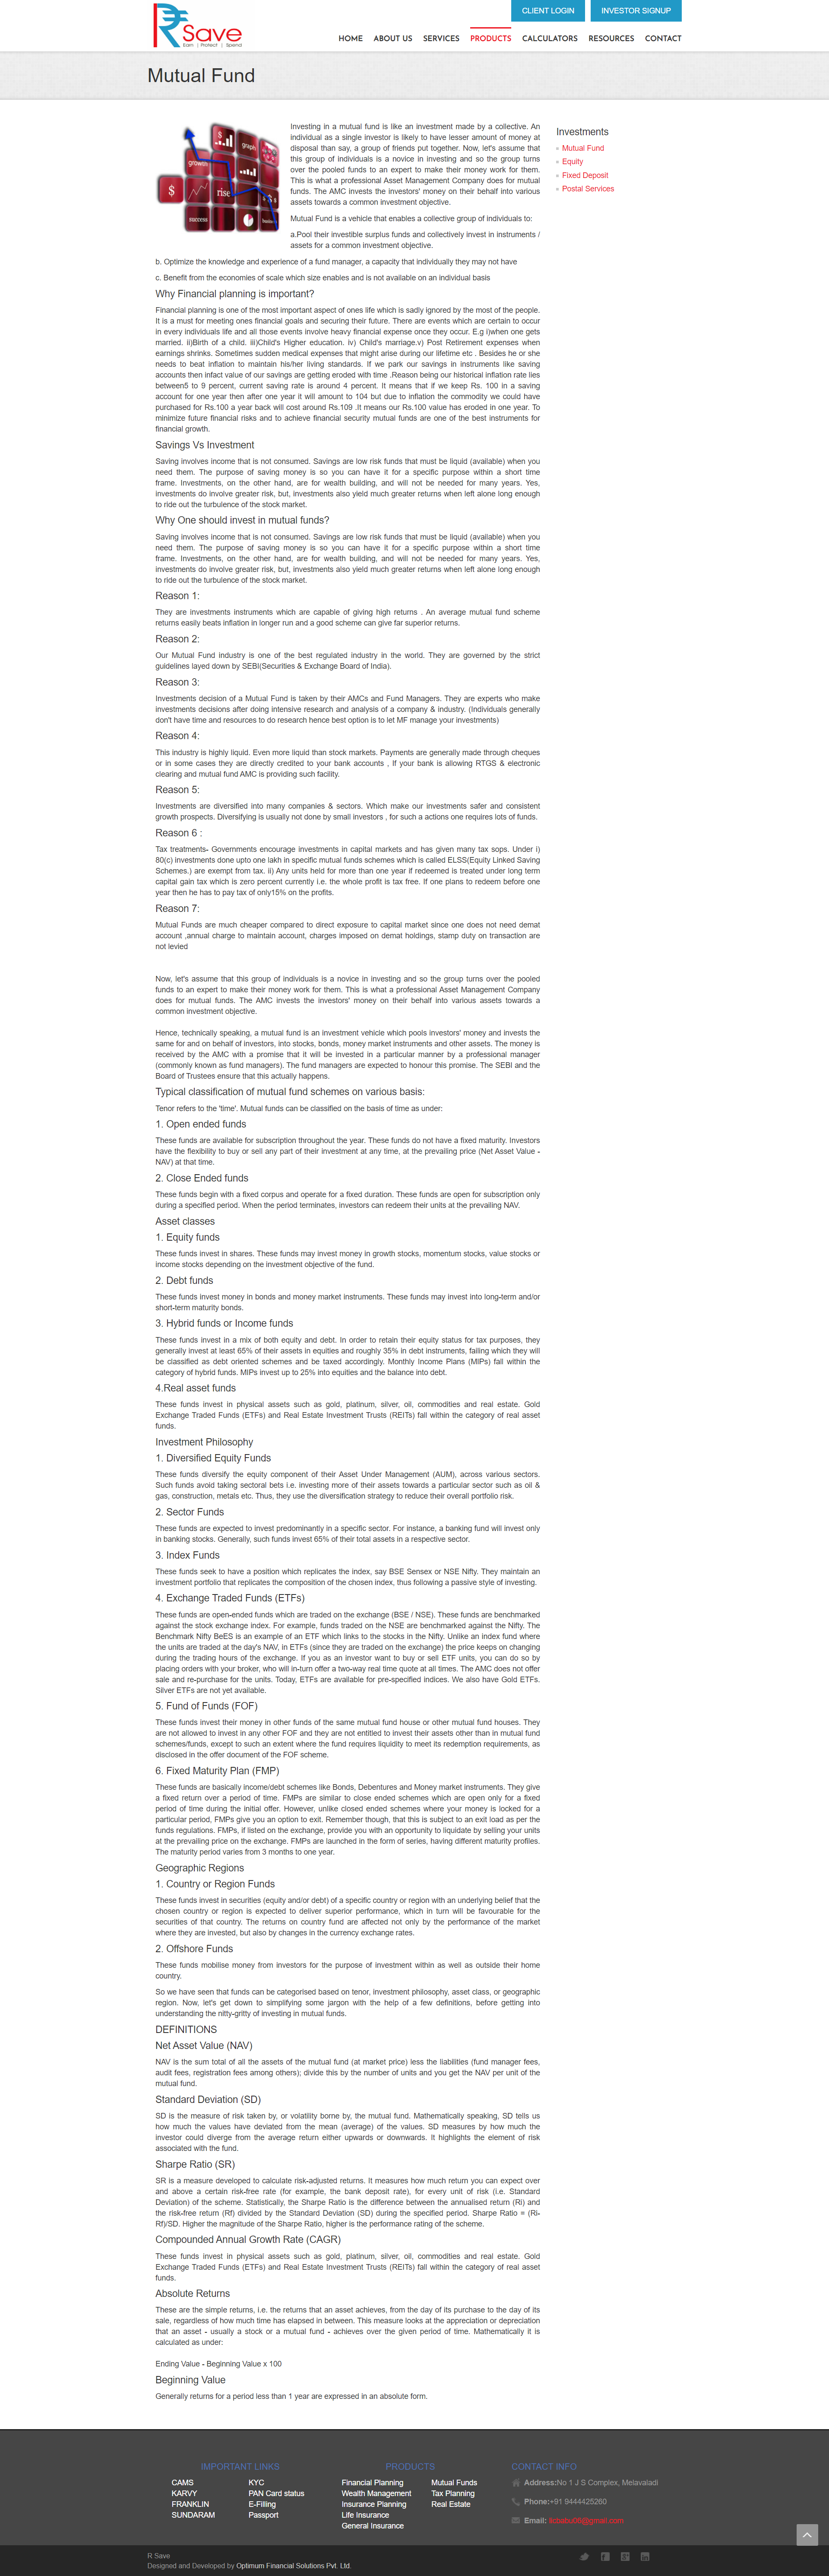 CLIENT LOGIN
INVESTOR SIGNUP
R Save
Earn | Protect | Spend
HOME ABOUT US SERVICES PRODUCTS CALCULATORS RESOURCES CONTACT
Mutual Fund
graph
growth
$
rise
success
Investing in a mutual fund is like an investment made by a collective. An
individual as a single investor is likely to have lesser amount of money at
disposal than say, a group of friends put together. Now, let's assume that
this group of individuals is a novice in investing and so the group turns
over the pooled funds to an expert to make their money work for them.
This is what a professional Asset Management Company does for mutual
funds. The AMC invests the investors' money on their behalf into various
assets towards a common investment objective.
Mutual Fund is a vehicle that enables a collective group of individuals to:
a.Pool their investible surplus funds and collectively invest in instruments /
assets for a common investment objective.
b. Optimize the knowledge and experience of a fund manager, a capacity that individually they may not have
c. Benefit from the economies of scale which size enables and is not available on an individual basis
Investments
Mutual Fund
Equity
Fixed Deposit
Postal Services
Why Financial planning is important?
Financial planning is one of the most important aspect of ones life which is sadly ignored by the most of the people.
It is a must for meeting ones financial goals and securing their future. There are events which are certain to occur
in every individuals life and all those events involve heavy financial expense once they occur. E.g i)when one gets
married. ii)Birth of a child. iii)Child's Higher education. iv) Child's marriage.v) Post Retirement expenses when
earnings shrinks. Sometimes sudden medical expenses that might arise during our lifetime etc . Besides he or she
needs to beat inflation to maintain his/her living standards. If we park our savings in instruments like saving
accounts then infact value of our savings are getting eroded with time .Reason being our historical inflation rate lies
between5 to 9 percent, current saving rate is around 4 percent. It means that if we keep Rs. 100 in a saving
account for one year then after one year it will amount to 104 but due to inflation the commodity we could have
purchased for Rs.100 a year back will cost around Rs.109 .It means our Rs.100 value has eroded in one year. To
minimize future financial risks and to achieve financial security mutual funds are one of the best instruments for
financial growth.
Savings Vs Investment
Saving involves income that is not consumed. Savings are low risk funds that must be liquid (available) when you
need them. The purpose of saving money is so you can have it for a specific purpose within a short time
frame. Investments, on the other hand, are for wealth building, and will not be needed for many years. Yes,
investments do involve greater risk, but, investments also yield much greater returns when left alone long enough
to ride out the turbulence of the stock market.
Why One should invest in mutual funds?
Saving involves income that is not consumed. Savings are low risk funds that must be liquid (available) when you
need them. The purpose of saving money is so you can have it for a specific purpose within a short time
frame. Investments, on the other hand, are for wealth building, and will not be needed for many years. Yes,
investments do involve greater risk, but, investments also yield much greater returns when left alone long enough
to ride out the turbulence of the stock market.
Reason 1:
They are investments instruments which are capable of giving high returns . An average mutual fund scheme
returns easily beats inflation in longer run and a good scheme can give far superior returns.
Reason 2:
Our Mutual Fund industry is one of the best regulated industry in the world. They are governed by the strict
guidelines layed down by SEBI(Securities & Exchange Board of India).
Reason 3:
Investments decision of a Mutual Fund is taken by their AMCs and Fund Managers. They are experts who make
investments decisions after doing intensive research and analysis of a company & industry. (Individuals generally
don't have time and resources to do research hence best option is to let MF manage your investments)
Reason 4:
This industry is highly liquid. Even more liquid than stock markets. Payments are generally made through cheques
or in some cases they are directly credited to your bank accounts , If your bank is allowing RTGS & electronic
clearing and mutual fund AMC is providing such facility.
Reason 5:
Investments are diversified into many companies & sectors. Which make our investments safer and consistent
growth prospects. Diversifying is usually not done by small investors , for such a actions one requires lots of funds.
Reason 6 :
Tax treatments- Governments encourage investments in capital markets and has given many tax sops. Under i)
80(c) investments done upto one lakh in specific mutual funds schemes which is called ELSS(Equity Linked Saving
Schemes.) are exempt from tax. ii) Any units held for more than one year if redeemed is treated under long term
capital gain tax which is zero percent currently i.e. the whole profit is tax free. If one plans to redeem before one
year then he has to pay tax of only15% on the profits.
Reason 7:
Mutual Funds are much cheaper compared to direct exposure to capital market since one does not need demat
account ,annual charge to maintain account, charges imposed on demat holdings, stamp duty on transaction are
not levied
Now, let's assume that this group of individuals is a novice in investing and so the group turns over the pooled
funds to an expert to make their money work for them. This is what a professional Asset Management Company
does for mutual funds. The AMC invests the investors' money on their behalf into various assets towards a
common investment objective.
Hence, technically speaking, a mutual fund is an investment vehicle which pools investors' money and invests the
same for and on behalf of investors, into stocks, bonds, money market instruments and other assets. The money is
received by the AMC with a promise that it will be invested in a particular manner by a professional manager
(commonly known as fund managers). The fund managers are expected to honour this promise. The SEBI and the
Board of Trustees ensure that this actually happens.
Typical classification of mutual fund schemes on various basis:
Tenor refers to the 'time'. Mutual funds can be classified on the basis of time as under:
1. Open ended funds
These funds are available for subscription throughout the year. These funds do not have a fixed maturity. Investors
have the flexibility to buy or sell any part of their investment at any time, at the prevailing price (Net Asset Value -
NAV) at that time.
2. Close Ended funds
These funds begin with a fixed corpus and operate for a fixed duration. These funds are open for subscription only
during a specified period. When the period terminates, investors can redeem their units at the prevailing NAV.
Asset classes
1. Equity funds
These funds invest in shares. These funds may invest money in growth stocks, momentum stocks, value stocks or
income stocks depending on the investment objective of the fund.
2. Debt funds
These funds invest money in bonds and money market instruments. These funds may invest into long-term and/or
short-term maturity bonds.
3. Hybrid funds or Income funds
These funds invest in a mix of both equity and debt. In order to retain their equity status for tax purposes, they
generally invest at least 65% of their assets in equities and roughly 35% in debt instruments, failing which they will
be classified as debt oriented schemes and be taxed accordingly. Monthly Income Plans (MIPs) fall within the
category of hybrid funds. MIPs invest up to 25% into equities and the balance into debt.
4.Real asset funds
These funds invest in physical assets such as gold, platinum, silver, oil, commodities and real estate. Gold
Exchange Traded Funds (ETFs) and Real Estate Investment Trusts (REITs) fall within the category of real asset
funds.
Investment Philosophy
1. Diversified Equity Funds
These funds diversify the equity component of their Asset Under Management (AUM), across various sectors.
Such funds avoid taking sectoral bets i.e. investing more of their assets towards a particular sector such as oil &
gas, construction, metals etc. Thus, they use the diversification strategy to reduce their overall portfolio risk.
2. Sector Funds
These funds are expected to invest predominantly in a specific sector. For instance, a banking fund will invest only
in banking stocks. Generally, such funds invest 65% of their total assets in a respective sector.
3. Index Funds
These funds seek to have a position which replicates the index, say BSE Sensex or NSE Nifty. They maintain an
investment portfolio that replicates the composition of the chosen index, thus following a passive style of investing.
4. Exchange Traded Funds (ETFs)
These funds are open-ended funds which are traded on the exchange (BSE / NSE). These funds are benchmarked
against the stock exchange index. For example, funds traded on the NSE are benchmarked against the Nifty. The
Benchmark Nifty BeES is an example of an ETF which links to the stocks in the Nifty. Unlike an index fund where
the units are traded at the day's NAV, in ETFs (since they are traded on the exchange) the price keeps on changing
during the trading hours of the exchange. If you as an investor want to buy or sell ETF units, you can do so by
placing orders with your broker, who will in-turn offer a two-way real time quote at all times. The AMC does not offer
sale and re-purchase for the units. Today, ETFs are available for pre-specified indices. We also have Gold ETFs.
Silver ETFs are not yet available.
5. Fund of Funds (FOF)
These funds invest their money in other funds of the same mutual fund house or other mutual fund houses. They
are not allowed to invest in any other FOF and they are not entitled to invest their assets other than in mutual fund
schemes/funds, except to such an extent where the fund requires liquidity to meet its redemption requirements, as
disclosed in the offer document of the FOF scheme.
6. Fixed Maturity Plan (FMP)
These funds are basically income/debt schemes like Bonds, Debentures and Money market instruments. They give
a fixed return over a period of time. FMPs are similar to close ended schemes which are open only for a fixed
period of time during the initial offer. However, unlike closed ended schemes where your money is locked for a
particular period, FMPs give you an option to exit. Remember though, that this is subject to an exit load as per the
funds regulations. FMPs, if listed on the exchange, provide you with an opportunity to liquidate by selling your units
at the prevailing price on the exchange. FMPs are launched in the form of series, having different maturity profiles.
The maturity period varies from 3 months to one year.
Geographic Regions
1. Country or Region Funds
These funds invest in securities (equity and/or debt) of a specific country or region with an underlying belief that the
chosen country or region is expected to deliver superior performance, which in turn will be favourable for the
securities of that country. The returns on country fund are affected not only by the performance of the market
where they are invested, but also by changes in the currency exchange rates.
2. Offshore Funds
These funds mobilise money from investors for the purpose of investment within as well as outside their home
country.
So we have seen that funds can be categorised based on tenor, investment philosophy, asset class, or geographic
region. Now, let's get down to simplifying some jargon with the help of a few definitions, before getting into
understanding the nitty-gritty of investing in mutual funds.
DEFINITIONS
Net Asset Value (NAV)
NAV is the sum total of all the assets of the mutual fund (at market price) less the liabilities (fund manager fees,
audit fees, registration fees among others); divide this by the number of units and you get the NAV per unit of the
mutual fund.
Standard Deviation (SD)
SD is the measure of risk taken by, or volatility borne by, the mutual fund. Mathematically speaking, SD tells us
how much the values have deviated from the mean (average) of the values. SD measures by how much the
investor could diverge from the average return either upwards or downwards. It highlights the element of risk
associated with the fund.
Sharpe Ratio (SR)
SR is a measure developed to calculate risk-adjusted returns. It measures how much return you can expect over
and above a certain risk-free rate (for example, the bank deposit rate), for every unit of risk (i.e. Standard
Deviation) of the scheme. Statistically, the Sharpe Ratio is the difference between the annualised return (Ri) and
the risk-free return (Rf) divided by the Standard Deviation (SD) during the specified period. Sharpe Ratio = (Ri-
Rf)/SD. Higher the magnitude of the Sharpe Ratio, higher is the performance rating of the scheme.
Compounded Annual Growth Rate (CAGR)
These funds invest in physical assets such as gold, platinum, silver, oil, commodities and real estate. Gold
Exchange Traded Funds (ETFs) and Real Estate Investment Trusts (REITs) fall within the category of real asset
funds.
Absolute Returns
These are the simple returns, i.e. the returns that an asset achieves, from the day of its purchase to the day of its
sale, regardless of how much time has elapsed in between. This measure looks at the appreciation or depreciation
that an asset - usually a stock or a mutual fund - achieves over the given period of time. Mathematically it is
calculated as under:
Ending Value - Beginning Value x 100
Beginning Value
Generally returns for a period less than 1 year are expressed in an absolute form.
IMPORTANT LINKS
CAMS KYC
KARVY PAN Card status
FRANKLIN E-Filling
SUNDARAM Passport
PRODUCTS
Financial Planning Mutual Funds
Wealth Management Tax Planning
Insurance Planning Real Estate
Life Insurance
General Insurance
CONTACT INFO
Address:No 1 J S Complex, Melavaladi
Phone:+91 9444425260
Email: licbabu08@gmail.com
R Save
Designed and Developed by Optimum Financial Solutions Pvt. Ltd.